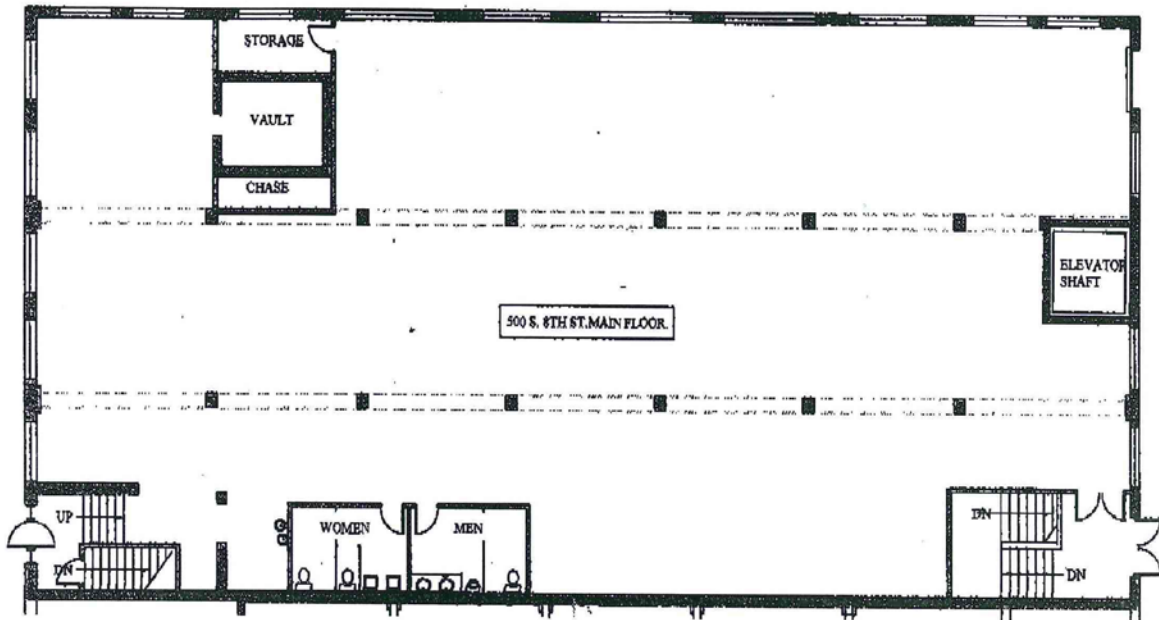 STORAGE
VAULT
CHASE
ELEVATOR
SHAFT
500 S. 8TH ST.MAIN FLOOR.
UP
WOMEN
MEN
DN
DN
DN